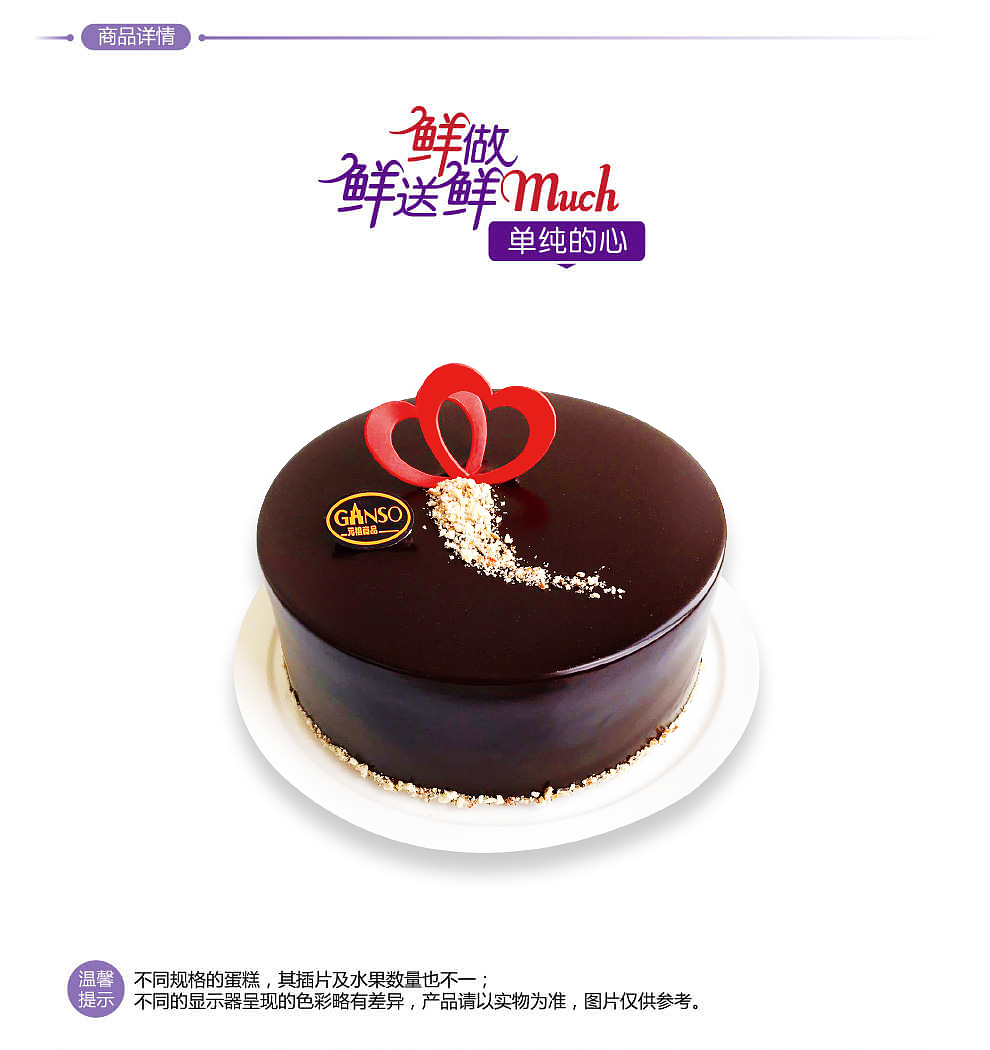 商品详情
鲜做
鲜送鲜Much
单纯的心
GANSO
元祖食品
温馨
提示
不同规格的蛋糕，其插片及水果数量也不一；
不同的显示器呈现的色彩略有差异，产品请以实物为准，图片仅供参考。